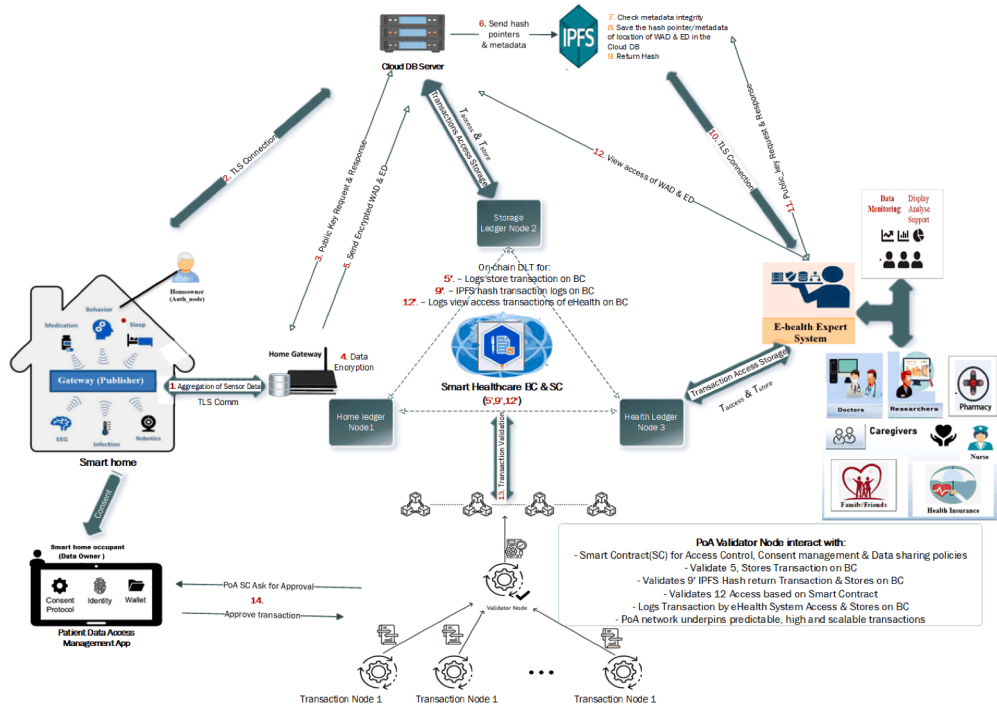 6. Send hash
pointers
& metadata
IPFS
7. Check metadata integrity
8. Save the hash pointer/metadata
of location of WAD & ED in the
Cloud DB
9. Return Hash
Cloud DB Server
2. TLS Connection
3. Public Key Request & Response
5. Send Encrypted WAD & ED
Taccess & Tstore
Transactions Access Storage
12. View access of WAD & ED
10. TLS Connection
11. Public_key Request & Response
Data
Monitoring:
Display
Analyse
Support
Storage
Ledger Node 2
Homeowner
(Auth_node)
On-chain DLT for:
5'. – Logs store transaction on BC
9'. – IPFS hash transaction logs on BC
12'. – Logs view access transactions of eHealth on BC
E-health Expert
System
Behavior
Medication
Sleep
Gateway (Publisher)
EEG
Infection
Robotics
Smart home
1. Aggregation of Sensor Data
TLS Comm
Home Gateway
4. Data
Encryption
Smart Healthcare BC & SC
(5',9',12')
Transaction Access Storage
Taccess & Tstore
Home ledger
Node1
Health Ledger
Node 3
Doctors
Researchers
Pharmacy
Caregivers
Nurse
Family/Friends
Health Insurance
13. Transaction Validation
Consent
Smart home occupant
(Data Owner )
Consent
Protocol
Identity
Wallet
Patient Data Access
Management App
PoA SC Ask for Approval
14.
Approve transaction
Validator Node
PoA Validator Node interact with:
- Smart Contract(SC) for Access Control, Consent management & Data sharing policies
- Validate 5, Stores Transaction on BC
- Validates 9' IPFS Hash return Transaction & Stores on BC
- Validates 12 Access based on Smart Contract
- Logs Transaction by eHealth System Access & Stores on BC
- PoA network underpins predictable, high and scalable transactions
Transaction Node 1
Transaction Node 1
Transaction Node 1